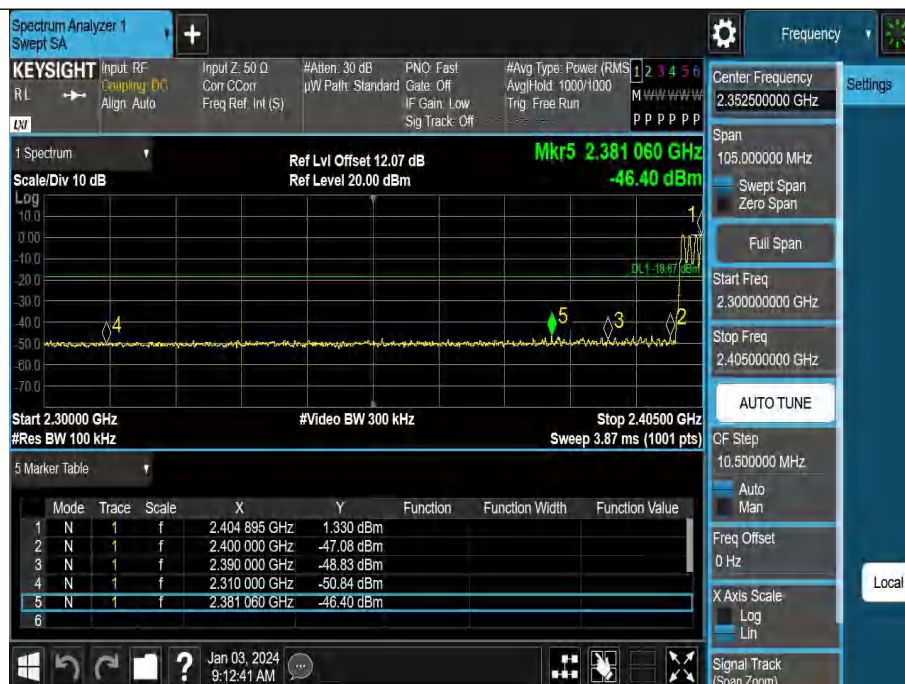 Spectrum Analyzer 1
Swept SA
+
Frequency
KEYSIGHT
RL
LXI
Input: RF
Coupling: DC
Align: Auto
Input Z: 50 Ω
Corr CCorr
Freq Ref: Int (S)
#Atten: 30 dB
µW Path: Standard
PNO: Fast
Gate: Off
IF Gain: Low
Sig Track: Off
#Avg Type: Power (RMS
Avg|Hold: 1000/1000
Trig: Free Run
1 2 3 4 5 6
M W W W W W
P P P P P P
1 Spectrum
Scale/Div 10 dB
Ref Lvl Offset 12.07 dB
Ref Level 20.00 dBm
Mkr5 2.381 060 GHz
-46.40 dBm
Log
10.0
0.00
-10.0
-20.0
-30.0
-40.0
-50.0
-60.0
-70.0
1
DL1 -18.67 dBm
4
5
3
2
Start 2.30000 GHz
#Video BW 300 kHz
Stop 2.40500 GHz
#Res BW 100 kHz
Sweep 3.87 ms (1001 pts)
5 Marker Table
Mode Trace Scale X Y Function Function Width Function Value
1 N 1 f 2.404 895 GHz 1.330 dBm
2 N 1 f 2.400 000 GHz -47.08 dBm
3 N 1 f 2.390 000 GHz -48.83 dBm
4 N 1 f 2.310 000 GHz -50.84 dBm
5 N 1 f 2.381 060 GHz -46.40 dBm
6
?
Jan 03, 2024
9:12:41 AM
Center Frequency
2.352500000 GHz
Settings
Span
105.000000 MHz
Swept Span
Zero Span
Full Span
Start Freq
2.300000000 GHz
Stop Freq
2.405000000 GHz
AUTO TUNE
CF Step
10.500000 MHz
Auto
Man
Freq Offset
0 Hz
Local
X Axis Scale
Log
Lin
Signal Track
(Span Zoom)